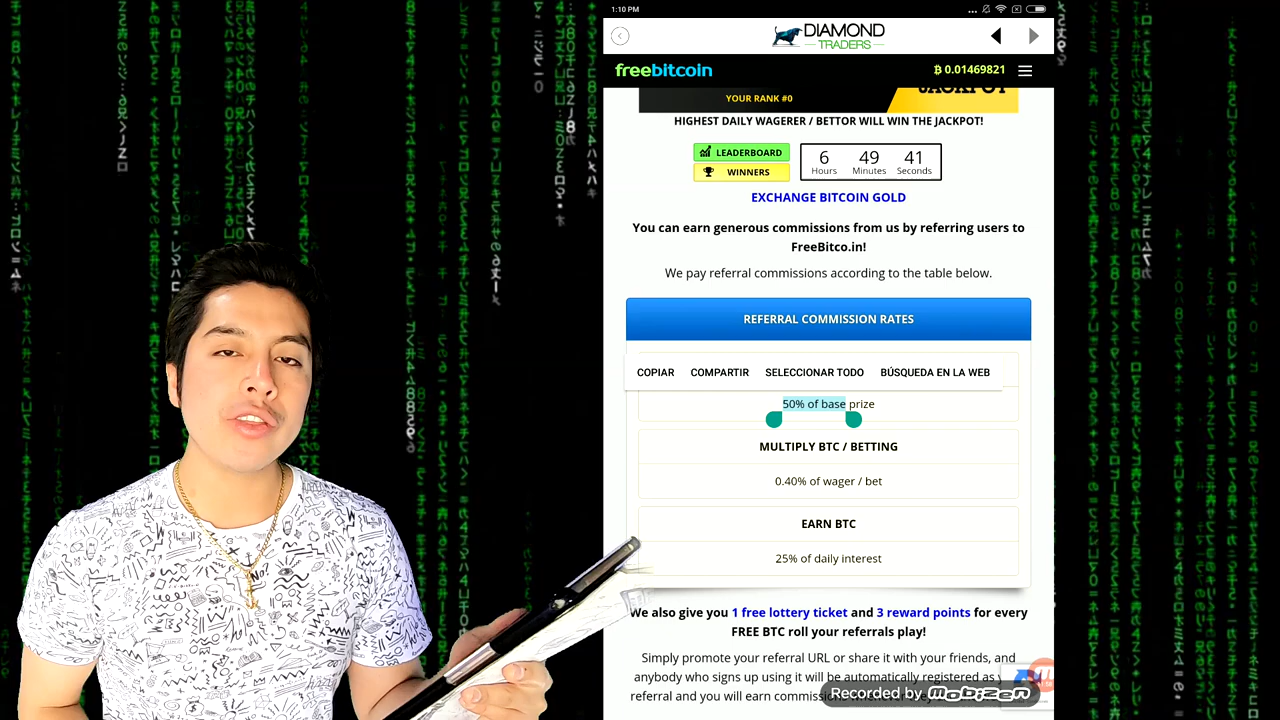 1:10 PM
DIAMOND
TRADERS
freebitcoin
₿ 0.01469821
YOUR RANK #0
JACKPOT
HIGHEST DAILY WAGERER / BETTOR WILL WIN THE JACKPOT!
LEADERBOARD
WINNERS
6 49 41
Hours Minutes Seconds
EXCHANGE BITCOIN GOLD
You can earn generous commissions from us by referring users to
FreeBitco.in!
We pay referral commissions according to the table below.
REFERRAL COMMISSION RATES
COPIAR COMPARTIR SELECCIONAR TODO BÚSQUEDA EN LA WEB
50% of base prize
MULTIPLY BTC / BETTING
0.40% of wager / bet
EARN BTC
25% of daily interest
We also give you 1 free lottery ticket and 3 reward points for every
FREE BTC roll your referrals play!
Simply promote your referral URL or share it with your friends, and
anybody who signs up using it will be automatically registered as
referral and you will earn
Recorded by mobizen